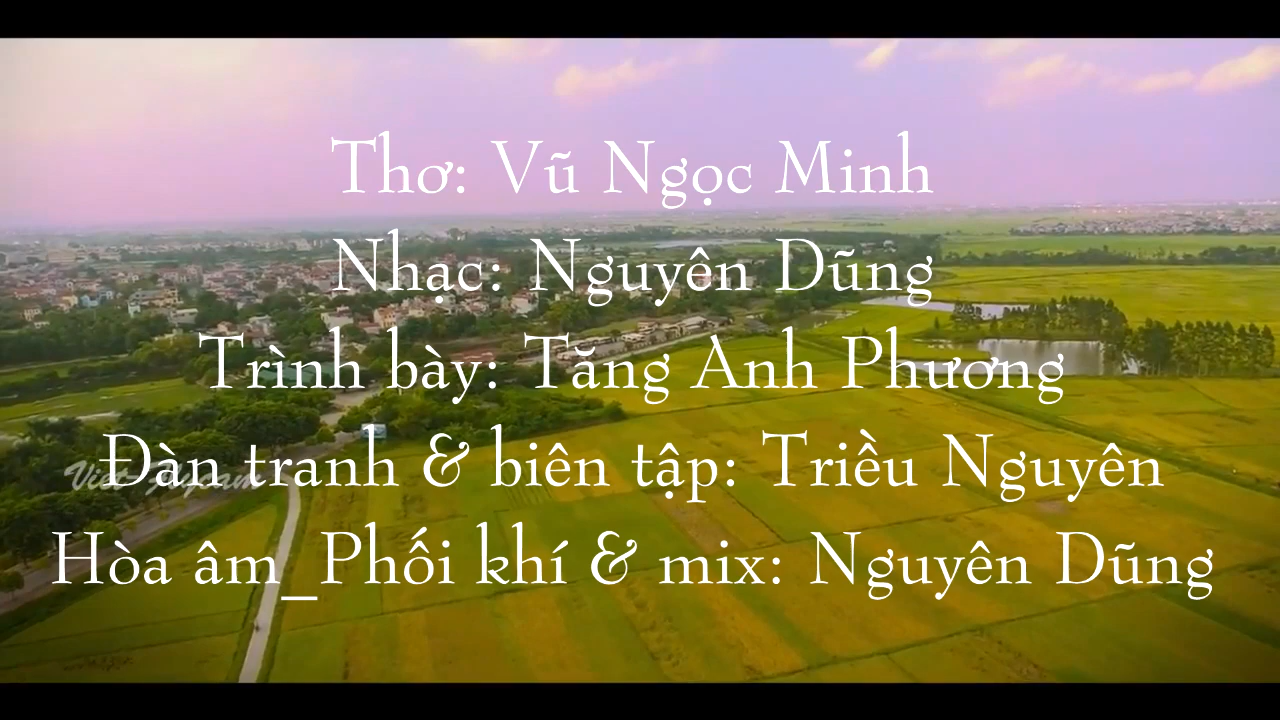 Thơ: Vũ Ngọc Minh
Nhạc: Nguyên Dũng
Trình bày: Tăng Anh Phương
Đàn tranh & biên tập: Triều Nguyên
Hòa âm_Phối khí & mix: Nguyên Dũng